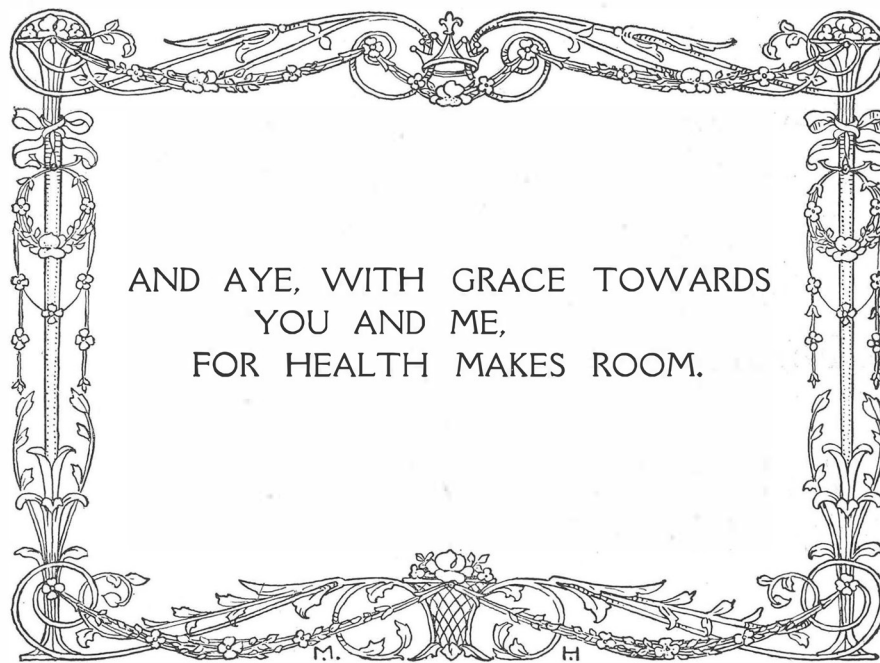 AND AYE, WITH GRACE TOWARDS
YOU AND ME,
FOR HEALTH MAKES ROOM.
M. H